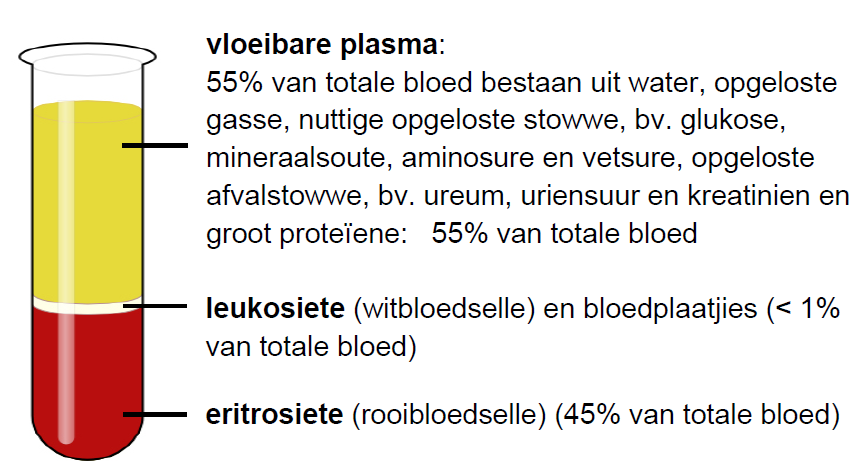 vloeibare plasma:
55% van totale bloed bestaan uit water, opgeloste
gasse, nuttige opgeloste stowwe, bv. glukose,
mineraalsoute, aminosure en vetsure, opgeloste
afvalstowwe, bv. ureum, uriensuur en kreatinien en
groot proteïene: 55% van totale bloed
leukosiete (witbloedselle) en bloedplaatjies (< 1%
van totale bloed)
eritrosiete (rooibloedselle) (45% van totale bloed)